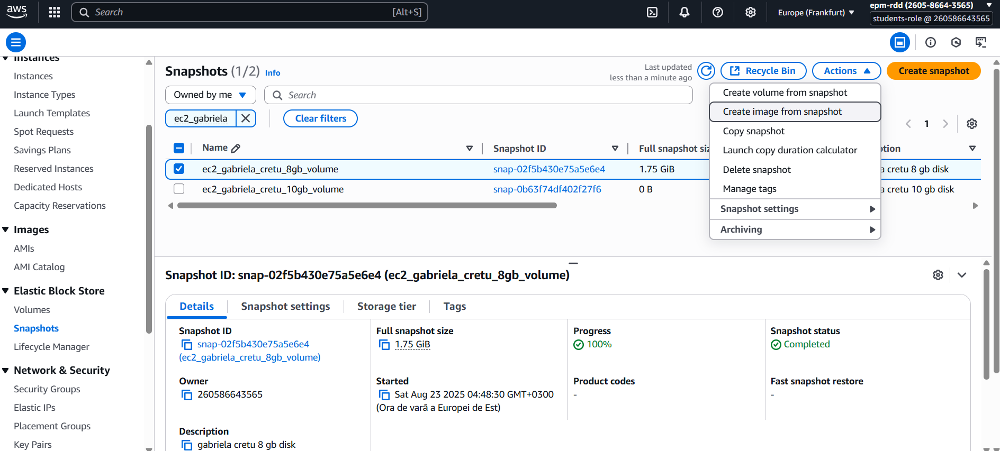 aws
Search
[Alt+S]
Europe (Frankfurt)
epm-rdd (2605-8664-3565)
students-role @ 260586643565
Instances
Instances
Instance Types
Launch Templates
Spot Requests
Savings Plans
Reserved Instances
Dedicated Hosts
Capacity Reservations
Images
AMIs
AMI Catalog
Elastic Block Store
Volumes
Snapshots
Lifecycle Manager
Network & Security
Security Groups
Elastic IPs
Placement Groups
Key Pairs
Snapshots (1/2) Info
Last updated
less than a minute ago
Recycle Bin
Actions
Create snapshot
Owned by me
Search
ec2_gabriela
Clear filters
1
Create volume from snapshot
Create image from snapshot
Copy snapshot
Launch copy duration calculator
Delete snapshot
Manage tags
Snapshot settings
Archiving
Name Snapshot ID Full snapshot siz tion
ec2_gabriela_cretu_8gb_volume snap-02f5b430e75a5e6e4 1.75 GiB a cretu 8 gb disk
ec2_gabriela_cretu_10gb_volume snap-0b63f74df402f27f6 0 B a cretu 10 gb disk
Snapshot ID: snap-02f5b430e75a5e6e4 (ec2_gabriela_cretu_8gb_volume)
Details Snapshot settings Storage tier Tags
Snapshot ID
snap-02f5b430e75a5e6e4
(ec2_gabriela_cretu_8gb_volume)
Full snapshot size
1.75 GiB
Progress
100%
Snapshot status
Completed
Owner
260586643565
Started
Sat Aug 23 2025 04:48:30 GMT+0300
(Ora de vară a Europei de Est)
Product codes
-
Fast snapshot restore
-
Description
gabriela cretu 8 gb disk